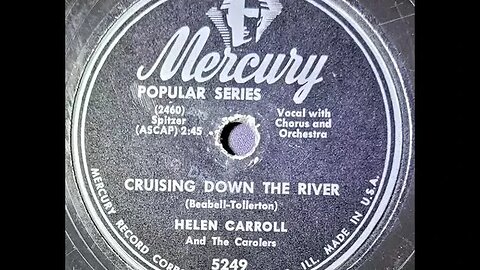 Mercury
POPULAR SERIES
(2460)
Spitzer
(ASCAP) 2:45
Vocal with
Chorus and
Orchestra
CRUISING DOWN THE RIVER
(Beabell-Tollerton)
HELEN CARROLL
And The Carolers
5249
MERCURY RECORD CORP
ILL. MADE IN U.S.A.